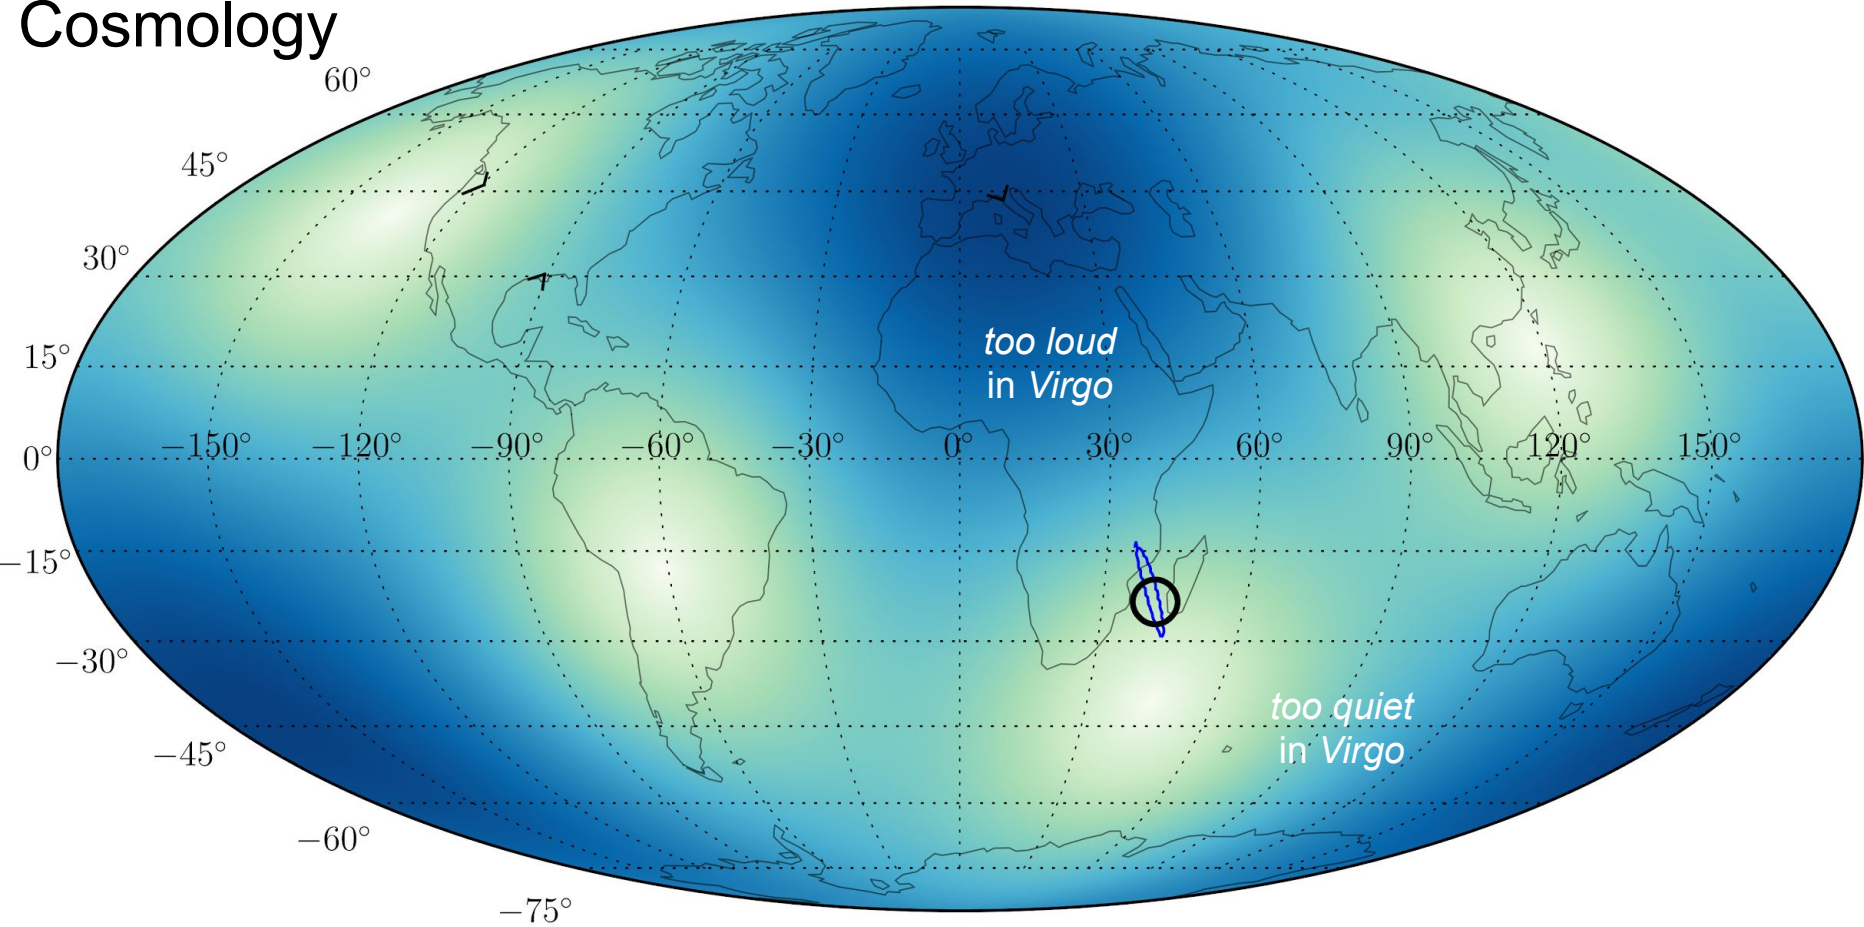 Cosmology
60°
45°
30°
15°
0°
−150° −120° −90° −60° −30° 0° 30° 60° 90° 120° 150°
−15°
−30°
−45°
−60°
−75°
too loud
in Virgo
too quiet
in Virgo